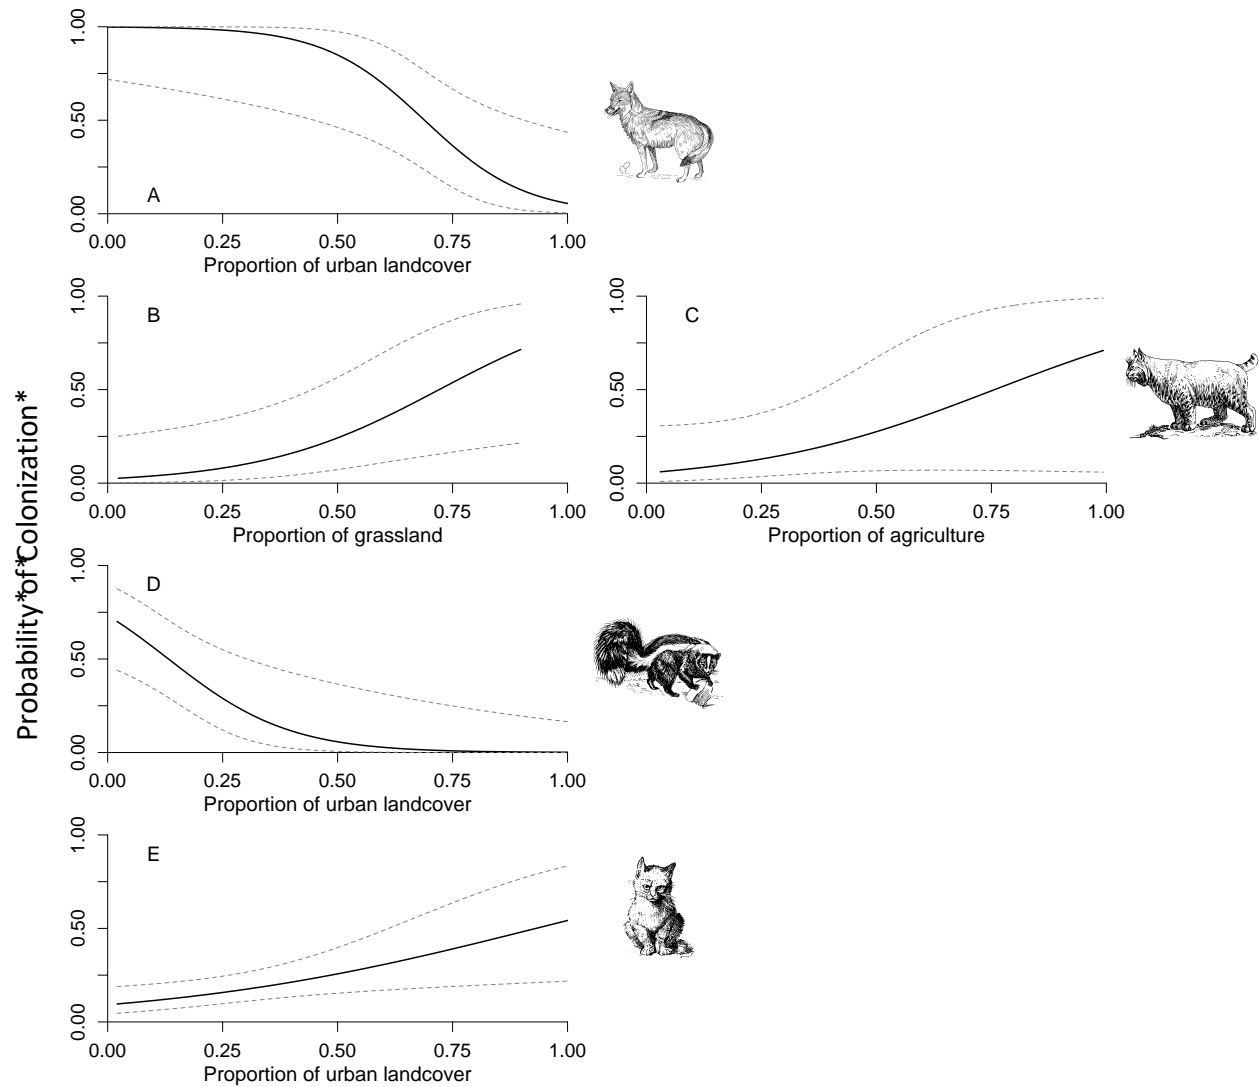 Probability*of*Colonization*
1.00
0.50
0.00
A
0.00 0.25 0.50 0.75 1.00
Proportion of urban landcover
1.00
0.50
0.00
B
0.00 0.25 0.50 0.75 1.00
Proportion of grassland
1.00
0.50
0.00
C
0.00 0.25 0.50 0.75 1.00
Proportion of agriculture
1.00
0.50
0.00
D
0.00 0.25 0.50 0.75 1.00
Proportion of urban landcover
1.00
0.50
0.00
E
0.00 0.25 0.50 0.75 1.00
Proportion of urban landcover